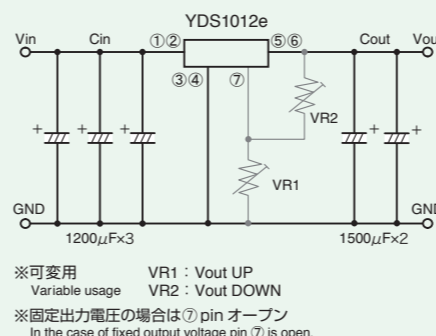 YDS1012e
Vin
Cin
①②
⑤⑥
Cout
Vou
③④
⑦
VR2
+
+
+
+
+
VR1
GND
GND
1200μF×3
1500μF×2
※可変用 VR1：Vout UP
Variable usage VR2：Vout DOWN
※固定出力電圧の場合は⑦pin オープン
In the case of fixed output voltage pin ⑦ is open.